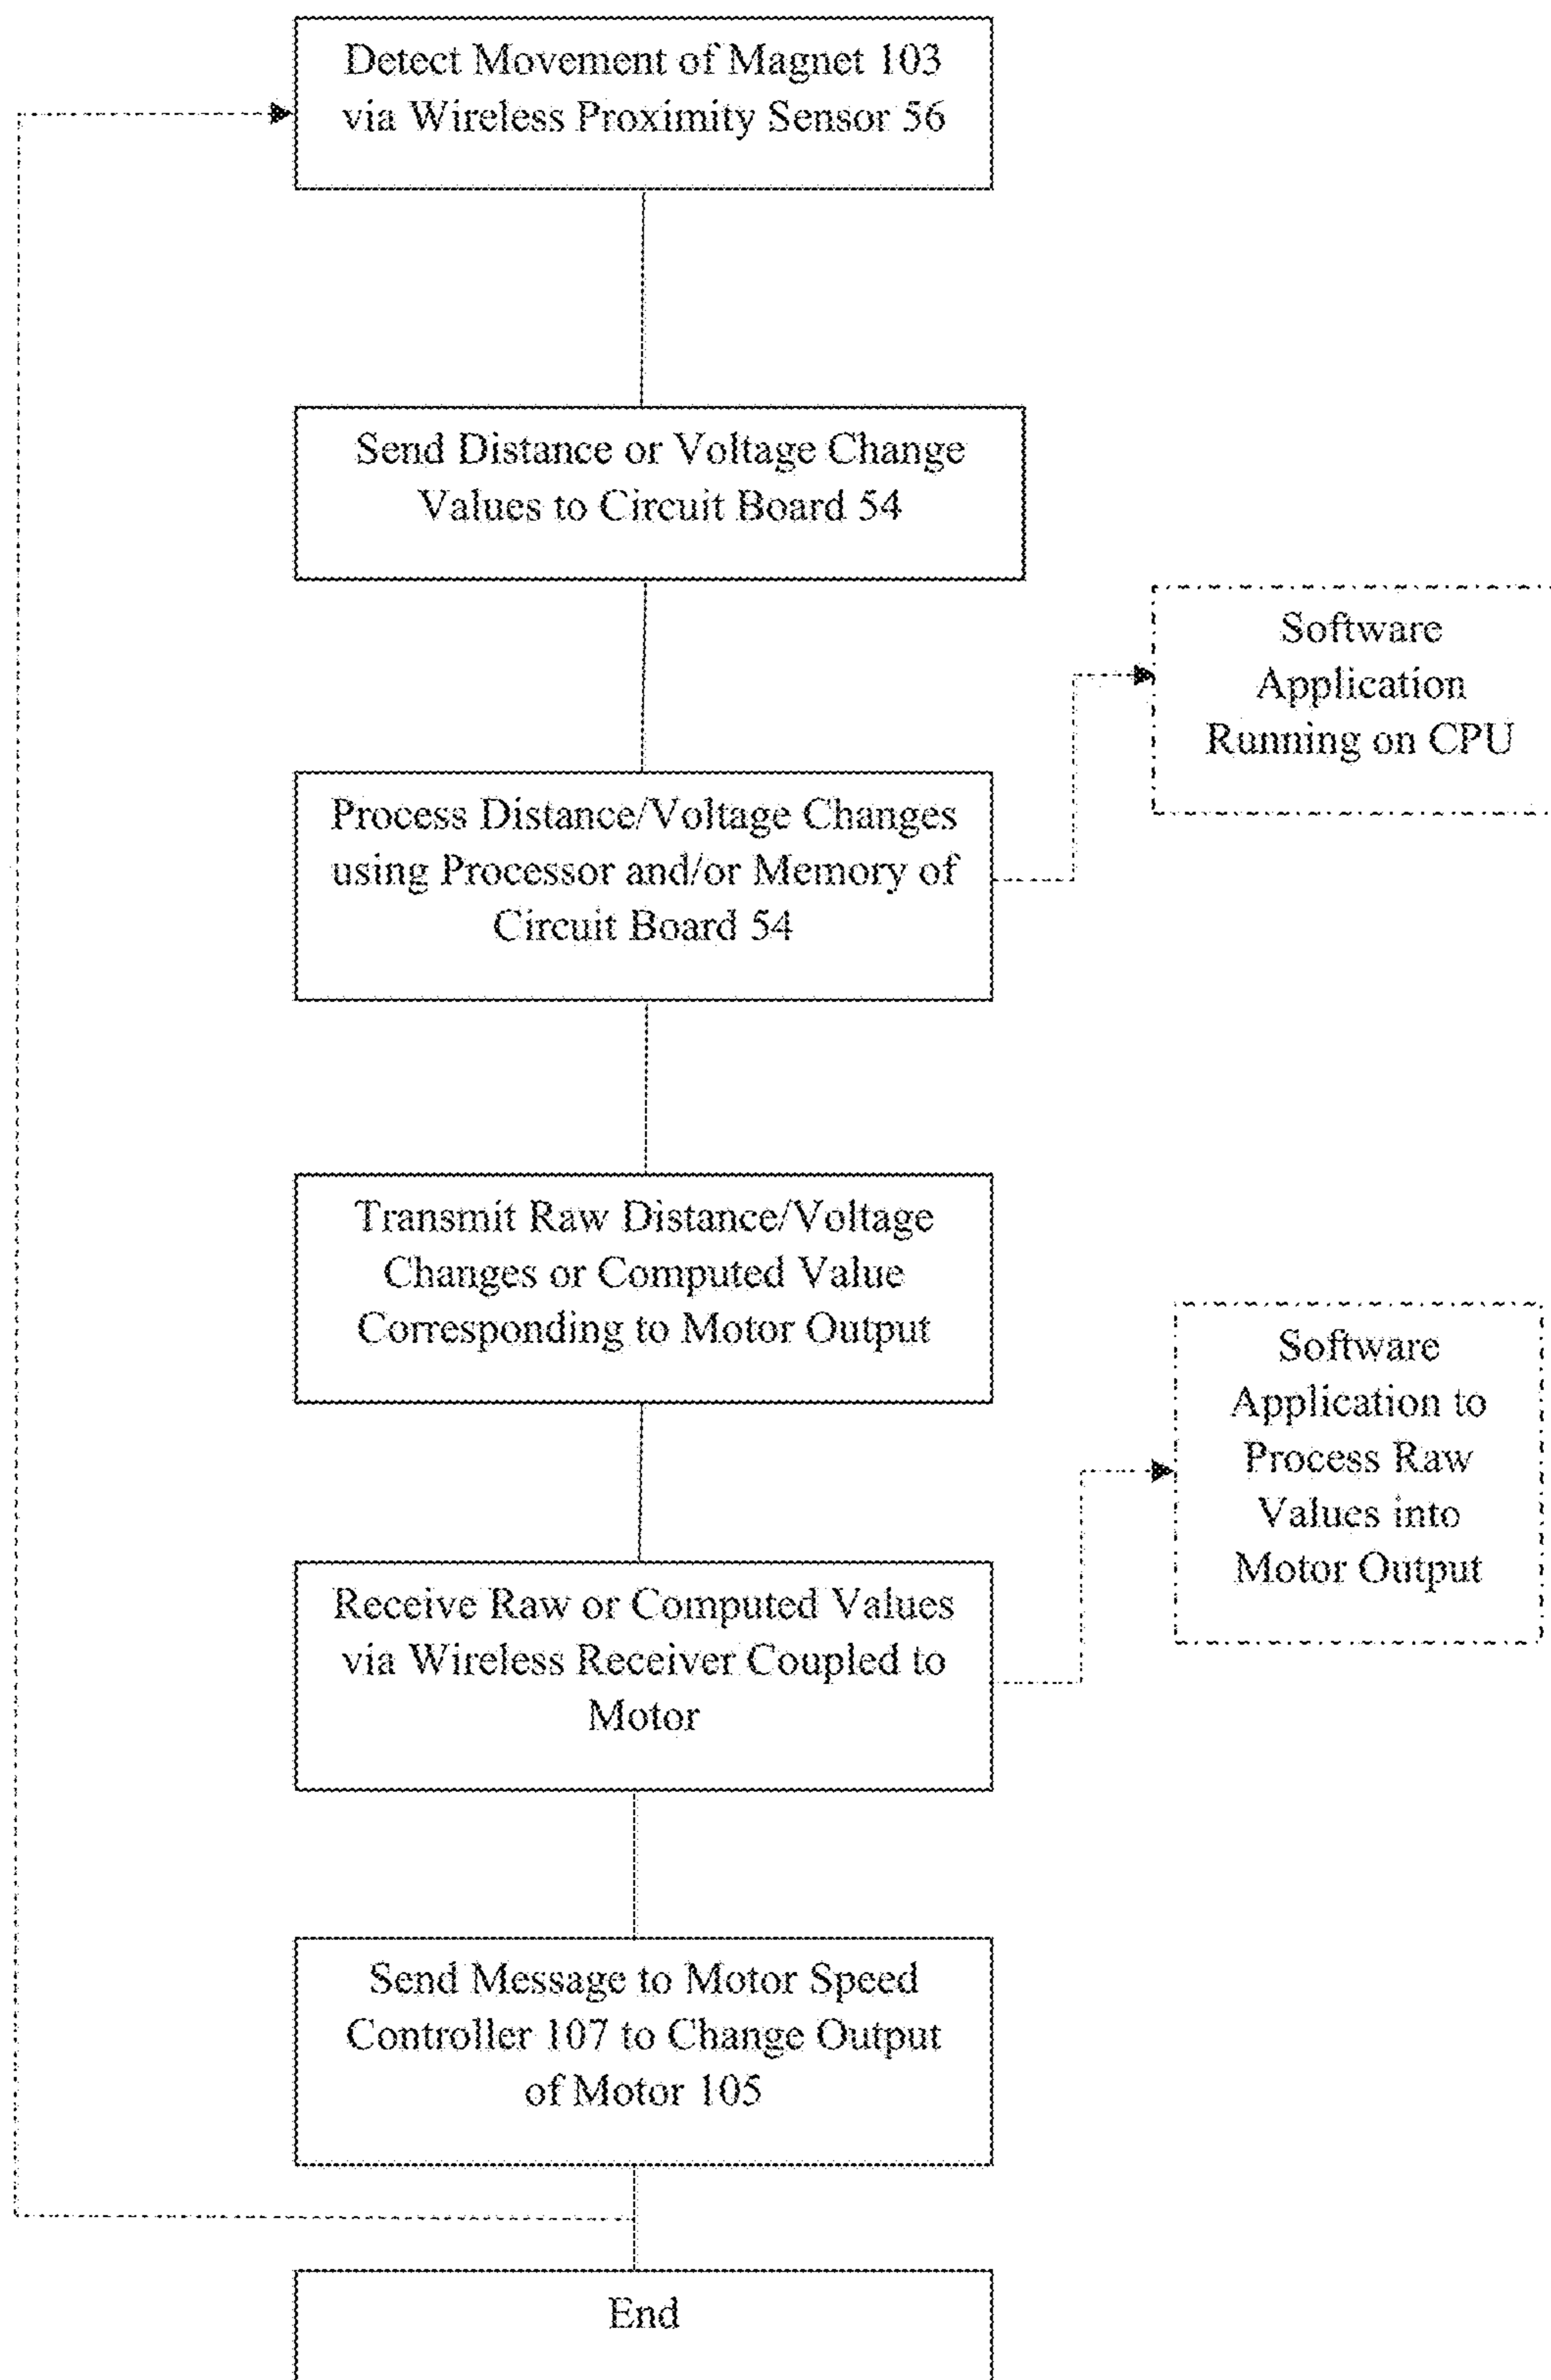 Detect Movement of Magnet 103
via Wireless Proximity Sensor 56
Send Distance or Voltage Change
Values to Circuit Board 54
Software
Application
Running on CPU
Process Distance/Voltage Changes
using Processor and/or Memory of
Circuit Board 54
Transmit Raw Distance/Voltage
Changes or Computed Value
Corresponding to Motor Output
Software
Application to
Process Raw
Values into
Motor Output
Receive Raw or Computed Values
via Wireless Receiver Coupled to
Motor
Send Message to Motor Speed
Controller 107 to Change Output
of Motor 105
End